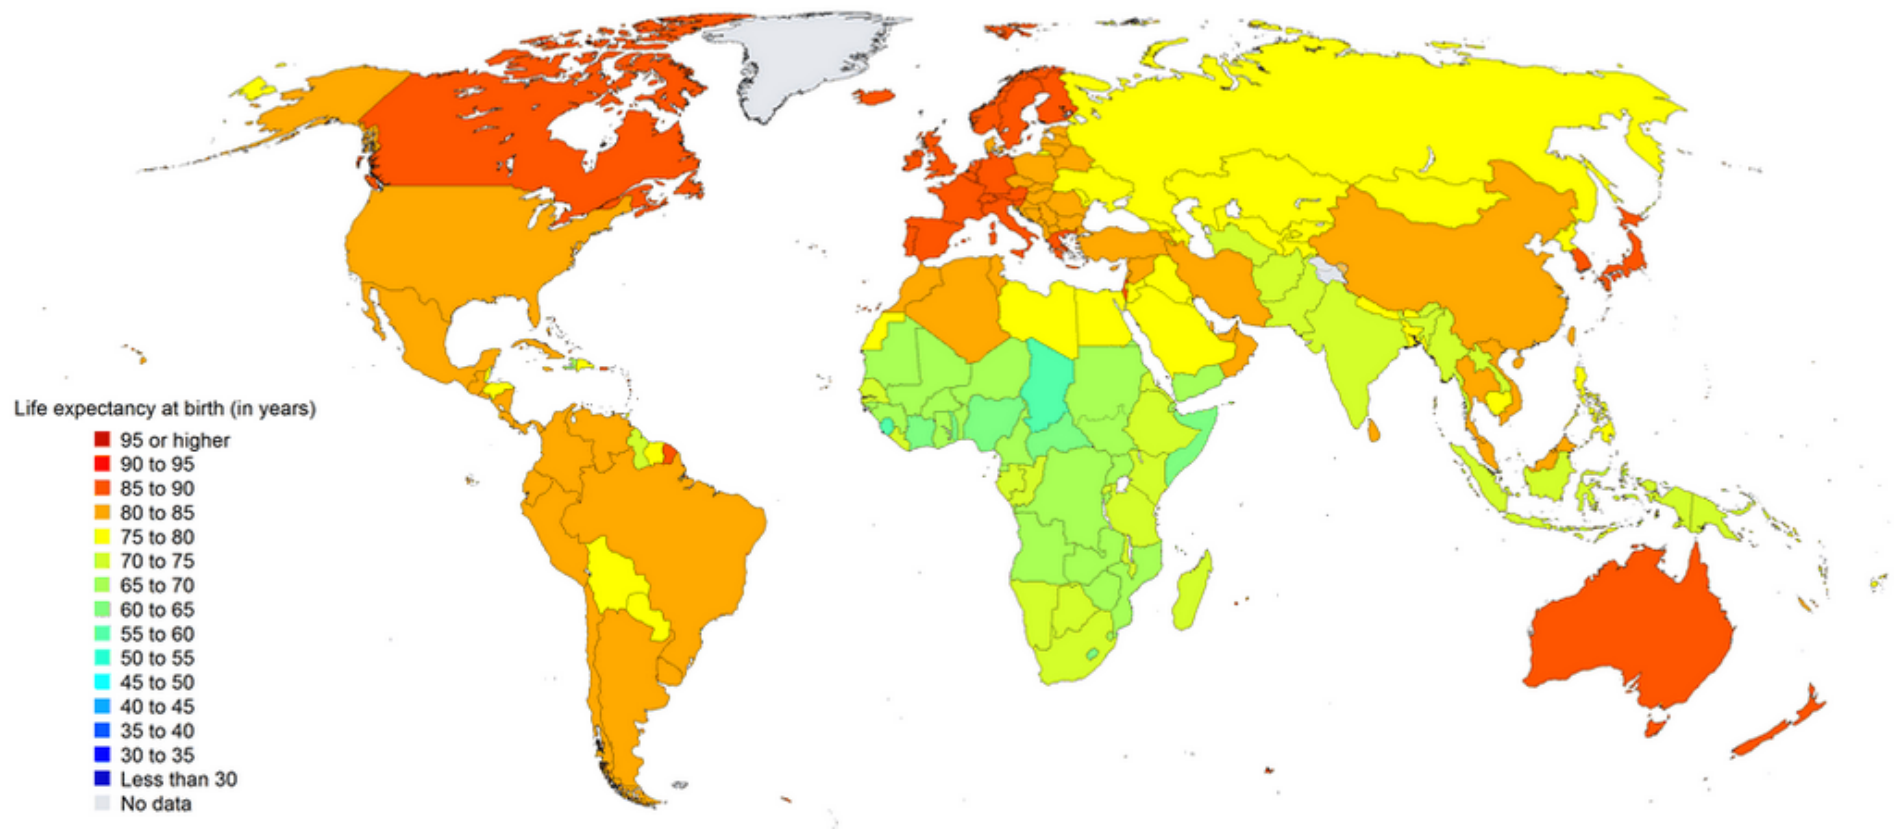 Life expectancy at birth (in years)
95 or higher
90 to 95
85 to 90
80 to 85
75 to 80
70 to 75
65 to 70
60 to 65
55 to 60
50 to 55
45 to 50
40 to 45
35 to 40
30 to 35
Less than 30
No data